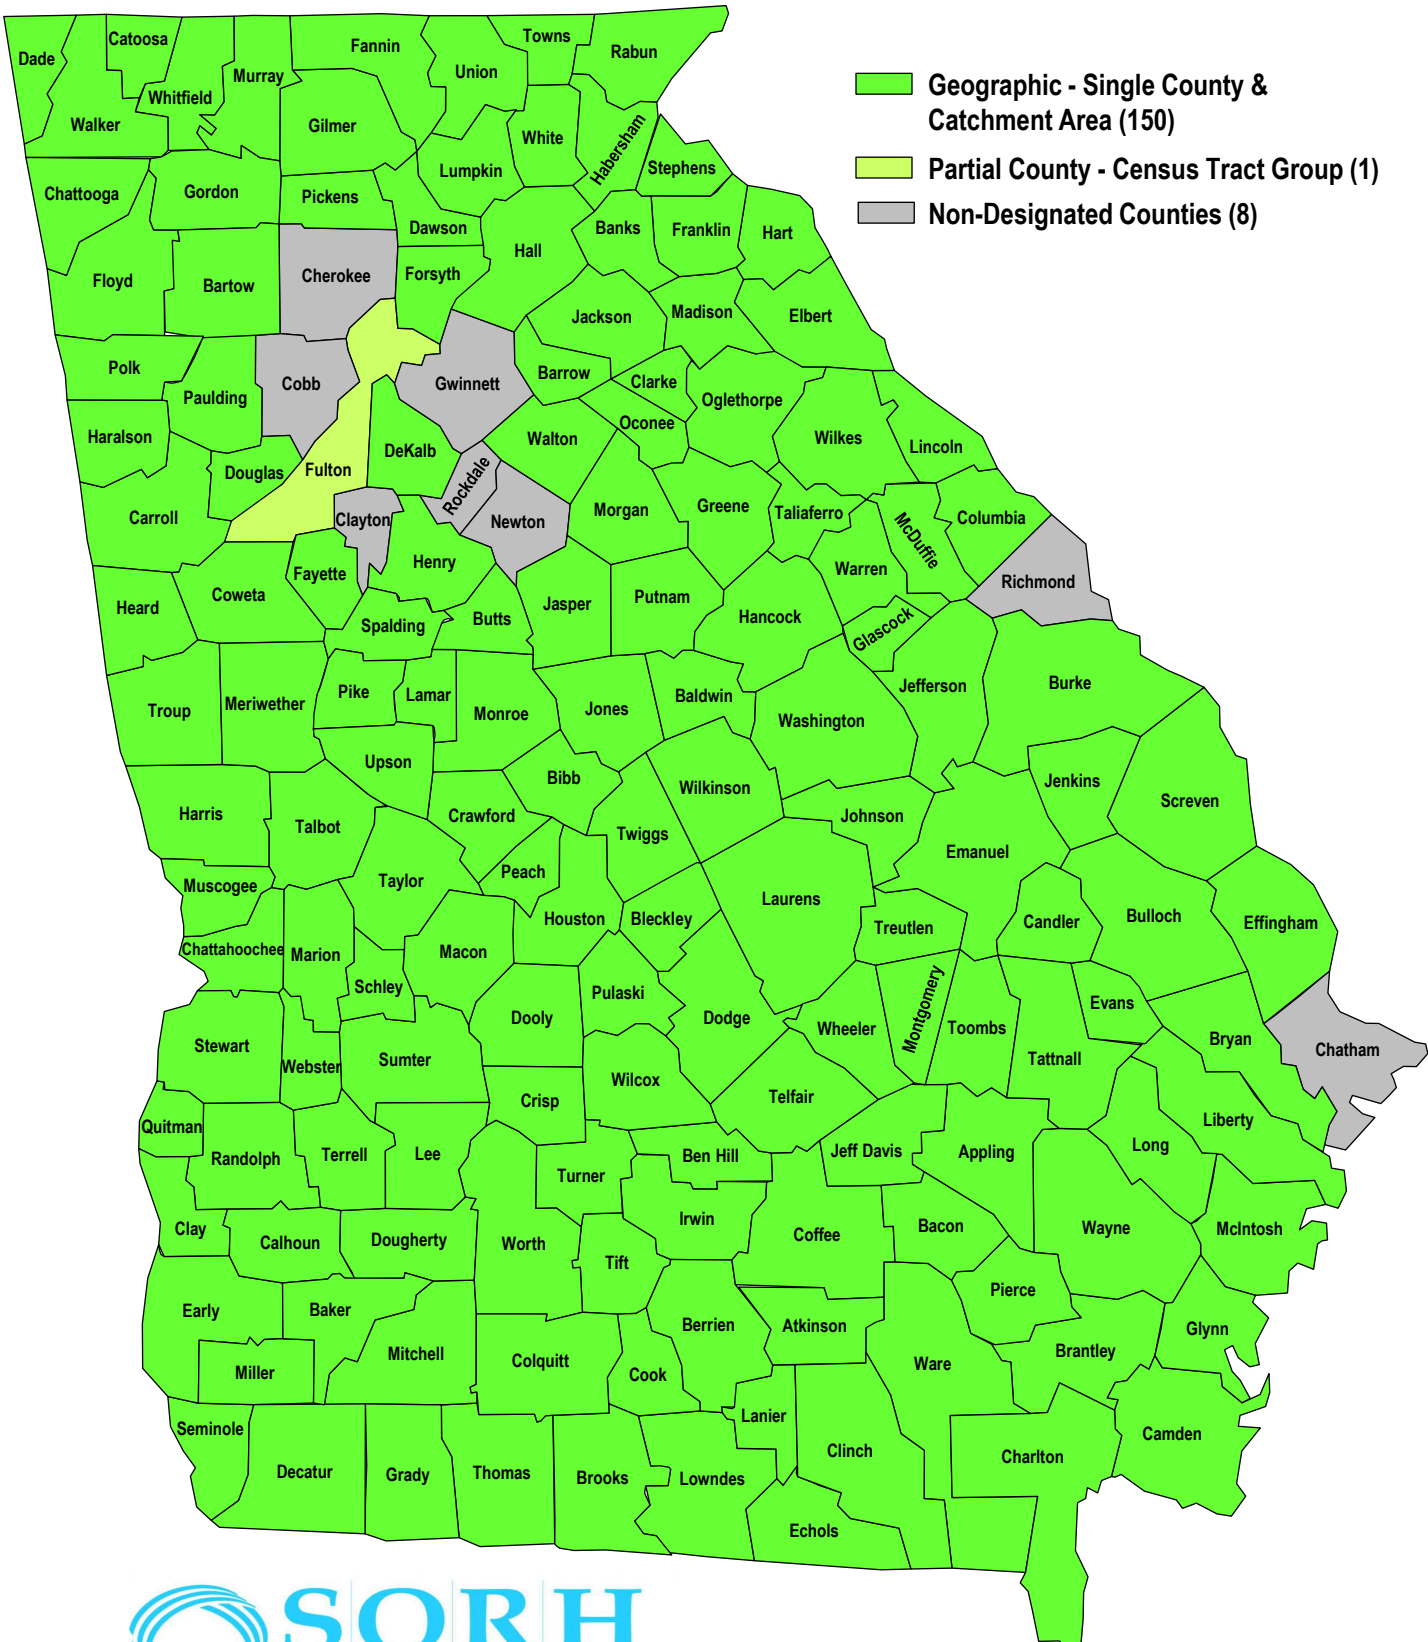 Dade
Catoosa
Fannin
Towns
Rabun
Union
Murray
Whitfield
Walker
Gilmer
White
Habersham
Stephens
Lumpkin
Chattooga
Gordon
Pickens
Dawson
Banks
Franklin
Hart
Hall
Cherokee
Forsyth
Floyd
Bartow
Jackson
Madison
Elbert
Polk
Paulding
Cobb
Gwinnett
Barrow
Clarke
Oglethorpe
Haralson
Oconee
Walton
Wilkes
Lincoln
DeKalb
Douglas
Fulton
Rockdale
Carroll
Clayton
Newton
Morgan
Greene
Taliaferro
McDuffie
Columbia
Henry
Fayette
Warren
Richmond
Heard
Coweta
Spalding
Butts
Jasper
Putnam
Hancock
Glascock
Troup
Meriwether
Pike
Lamar
Monroe
Jones
Baldwin
Washington
Jefferson
Burke
Upson
Bibb
Wilkinson
Jenkins
Screven
Harris
Talbot
Crawford
Twiggs
Johnson
Emanuel
Muscogee
Taylor
Peach
Houston
Bleckley
Laurens
Treutlen
Candler
Bulloch
Effingham
Chattahoochee
Marion
Macon
Schley
Pulaski
Dooly
Dodge
Wheeler
Montgomery
Toombs
Evans
Tattnall
Bryan
Chatham
Stewart
Webster
Sumter
Crisp
Wilcox
Telfair
Liberty
Long
Quitman
Randolph
Terrell
Lee
Turner
Ben Hill
Jeff Davis
Appling
Clay
Calhoun
Dougherty
Worth
Tift
Irwin
Coffee
Bacon
Wayne
McIntosh
Early
Baker
Mitchell
Miller
Colquitt
Cook
Berrien
Atkinson
Pierce
Ware
Brantley
Glynn
Seminole
Decatur
Grady
Thomas
Brooks
Lowndes
Lanier
Clinch
Echols
Charlton
Camden
Geographic - Single County &
Catchment Area (150)
Partial County - Census Tract Group (1)
Non-Designated Counties (8)
SORH